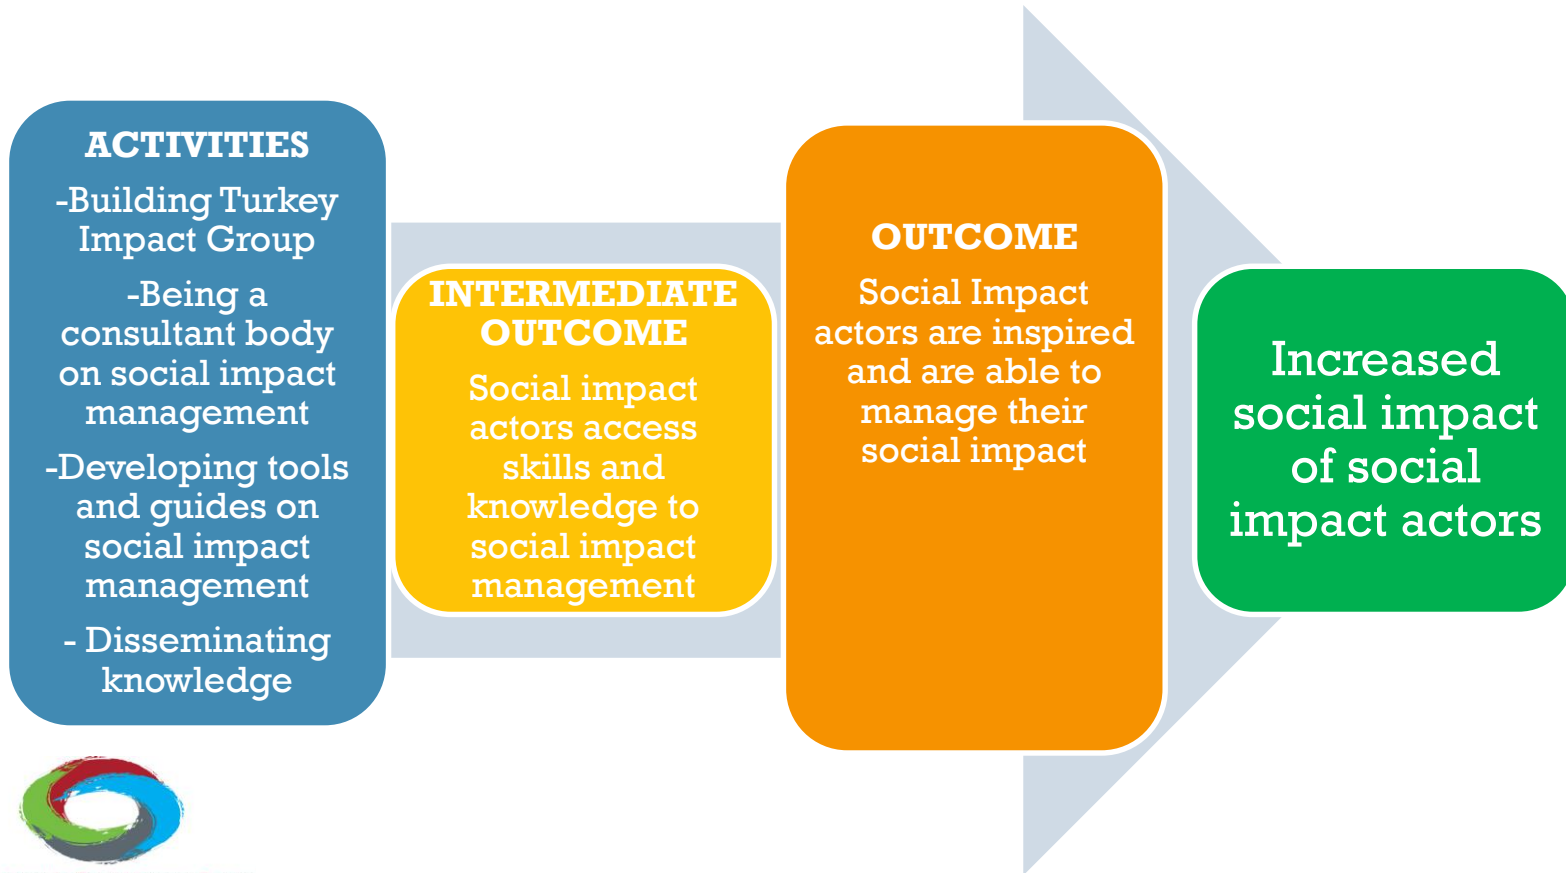 ACTIVITIES
-Building Turkey
Impact Group
-Being a
consultant body
on social impact
management
-Developing tools
and guides on
social impact
management
- Disseminating
knowledge
INTERMEDIATE
OUTCOME
Social impact
actors access
skills and
knowledge to
social impact
management
OUTCOME
Social Impact
actors are inspired
and are able to
manage their
social impact
Increased
social impact
of social
impact actors